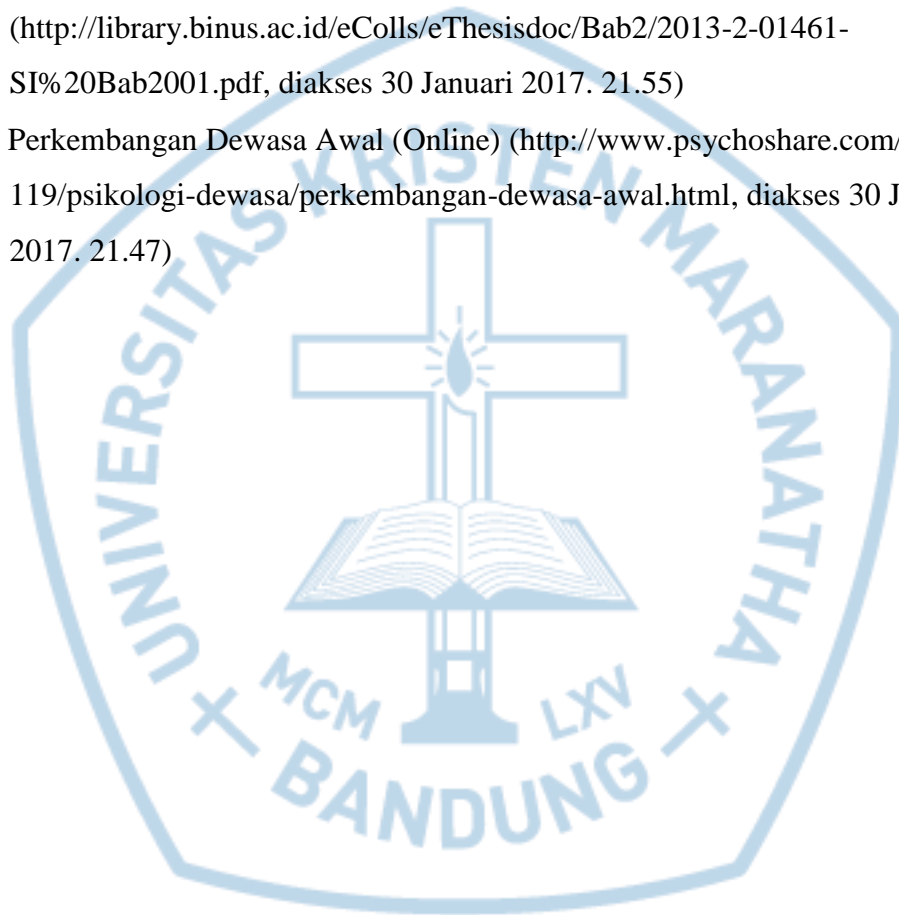 (http://library.binus.ac.id/eColls/eThesisdoc/Bab2/2013-2-01461-
SI%20Bab2001.pdf, diakses 30 Januari 2017. 21.55)
Perkembangan Dewasa Awal (Online) (http://www.psychoshare.com/
119/psikologi-dewasa/perkembangan-dewasa-awal.html, diakses 30 J
2017. 21.47)
UNIVERSITAS KRISTEN MARANATHA
MCM LXV
BANDUNG